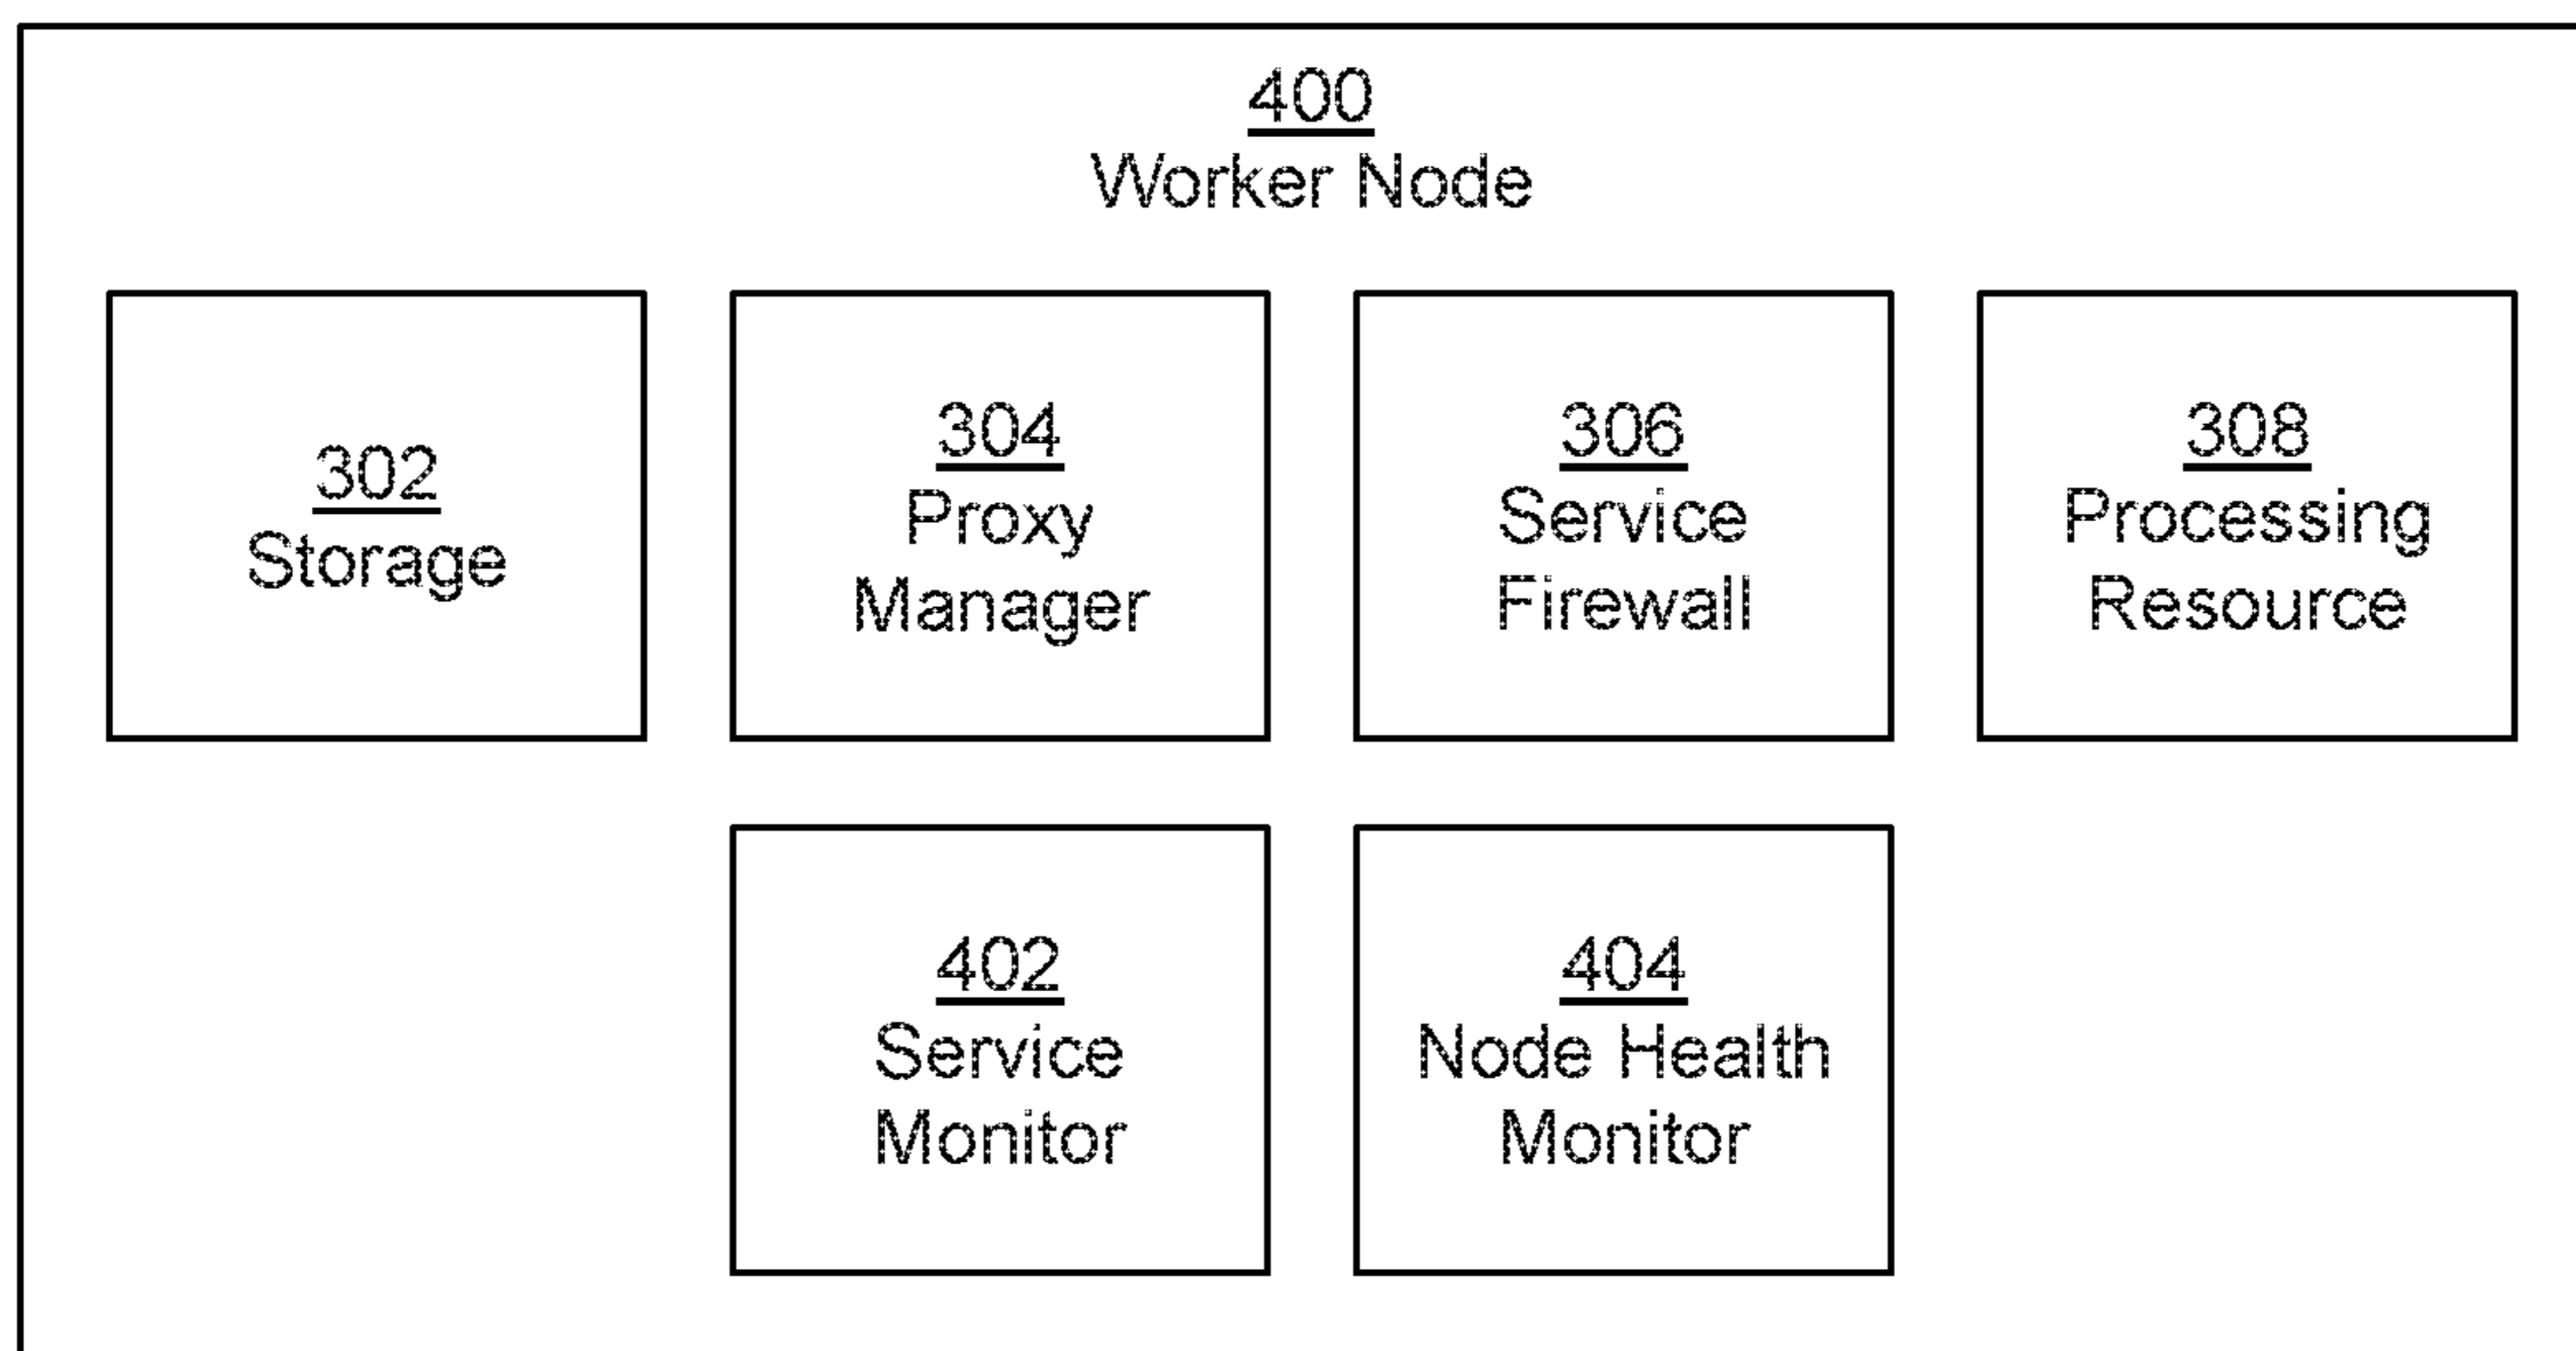 400
Worker Node
302
Storage
304
Proxy
Manager
306
Service
Firewall
308
Processing
Resource
402
Service
Monitor
404
Node Health
Monitor